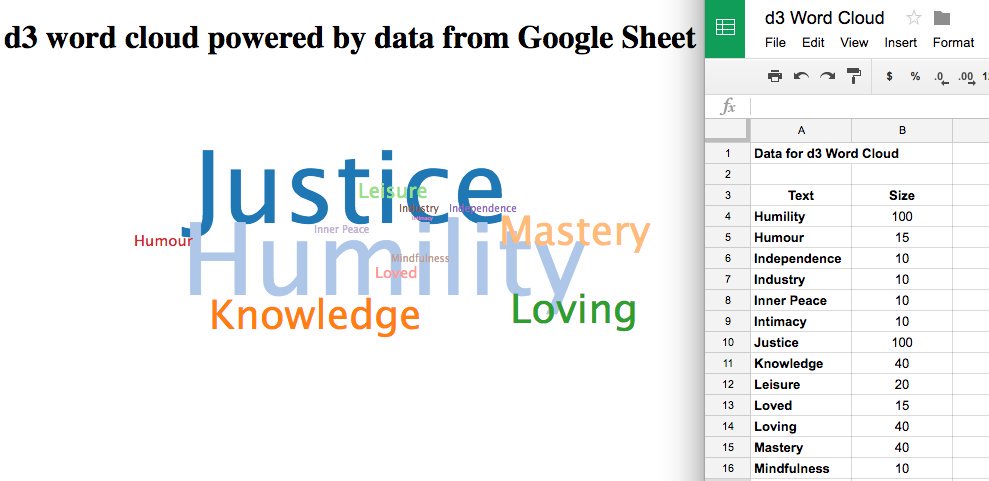 d3 word cloud powered by data from Google Sheet
Justice
Leisure
Industry Independence
Intimacy
Inner Peace
Mastery
Humour
Humility
Mindfulness
Loved
Knowledge
Loving
d3 Word Cloud
File Edit View Insert Format
$ % .0 .00 1
fx
A B
1 Data for d3 Word Cloud
2
3 Text Size
4 Humility 100
5 Humour 15
6 Independence 10
7 Industry 10
8 Inner Peace 10
9 Intimacy 10
10 Justice 100
11 Knowledge 40
12 Leisure 20
13 Loved 15
14 Loving 40
15 Mastery 40
16 Mindfulness 10